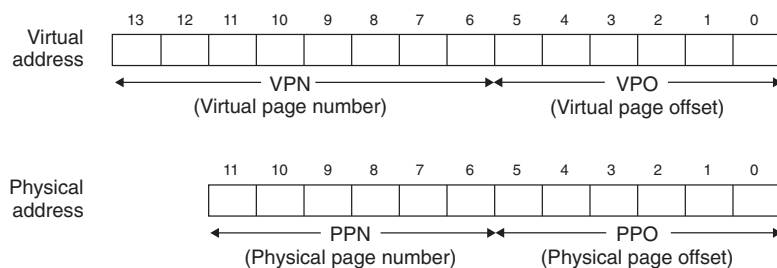 13 12 11 10 9 8 7 6 5 4 3 2 1 0
Virtual
address
VPN VPO
(Virtual page number) (Virtual page offset)
11 10 9 8 7 6 5 4 3 2 1 0
Physical
address
PPN PPO
(Physical page number) (Physical page offset)